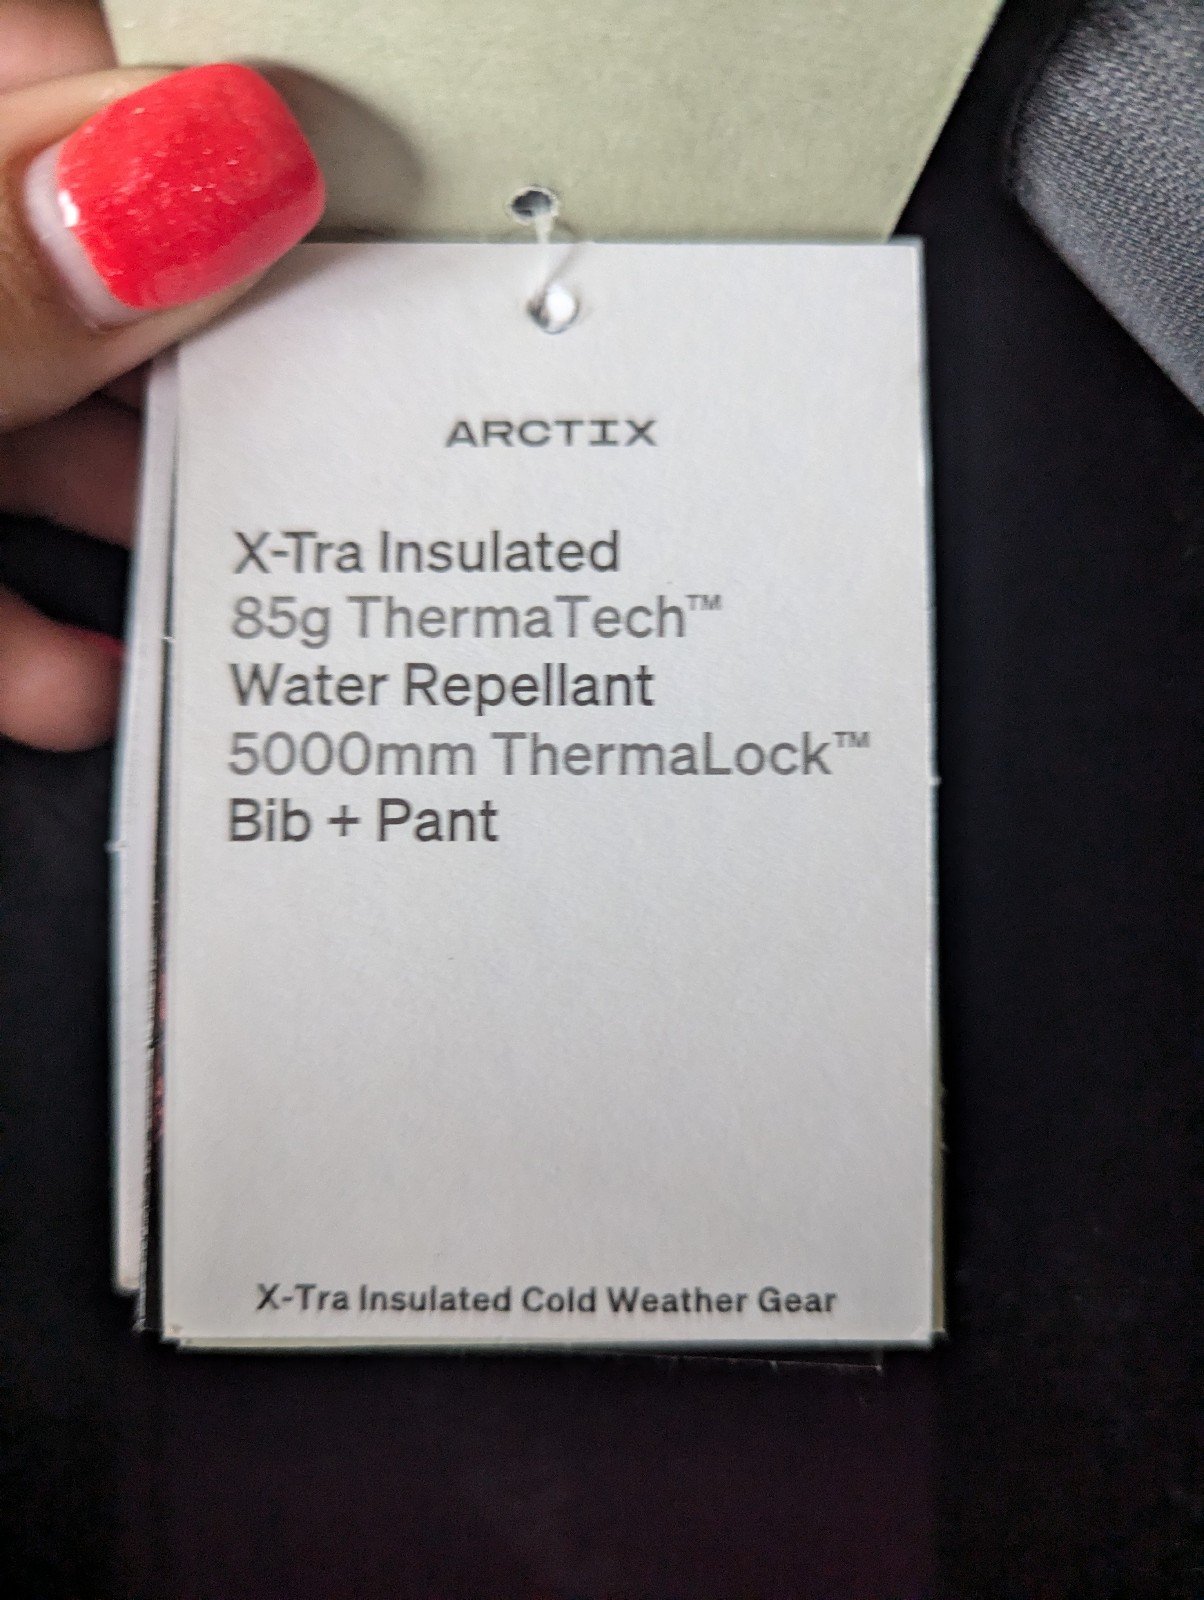 ARCTIX
X-Tra Insulated
85g ThermaTech™
Water Repellant
5000mm ThermaLock™
Bib + Pant
X-Tra Insulated Cold Weather Gear